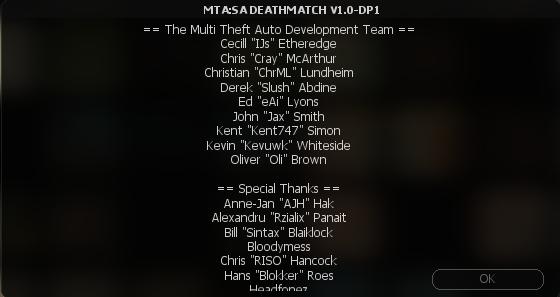 MTA:SA DEATHMATCH V1.0-DP1
== The Multi Theft Auto Development Team ==
Cecill "IJs" Etheredge
Chris "Cray" McArthur
Christian "ChrML" Lundheim
Derek "Slush" Abdine
Ed "eAi" Lyons
John "Jax" Smith
Kent "Kent747" Simon
Kevin "Kevuwk" Whiteside
Oliver "Oli" Brown
== Special Thanks ==
Anne-Jan "AJH" Hak
Alexandru "Rzialix" Panait
Bill "Sintax" Blaiklock
Bloodymess
Chris "RISO" Hancock
Hans "Blokker" Roes
Headfonez
OK